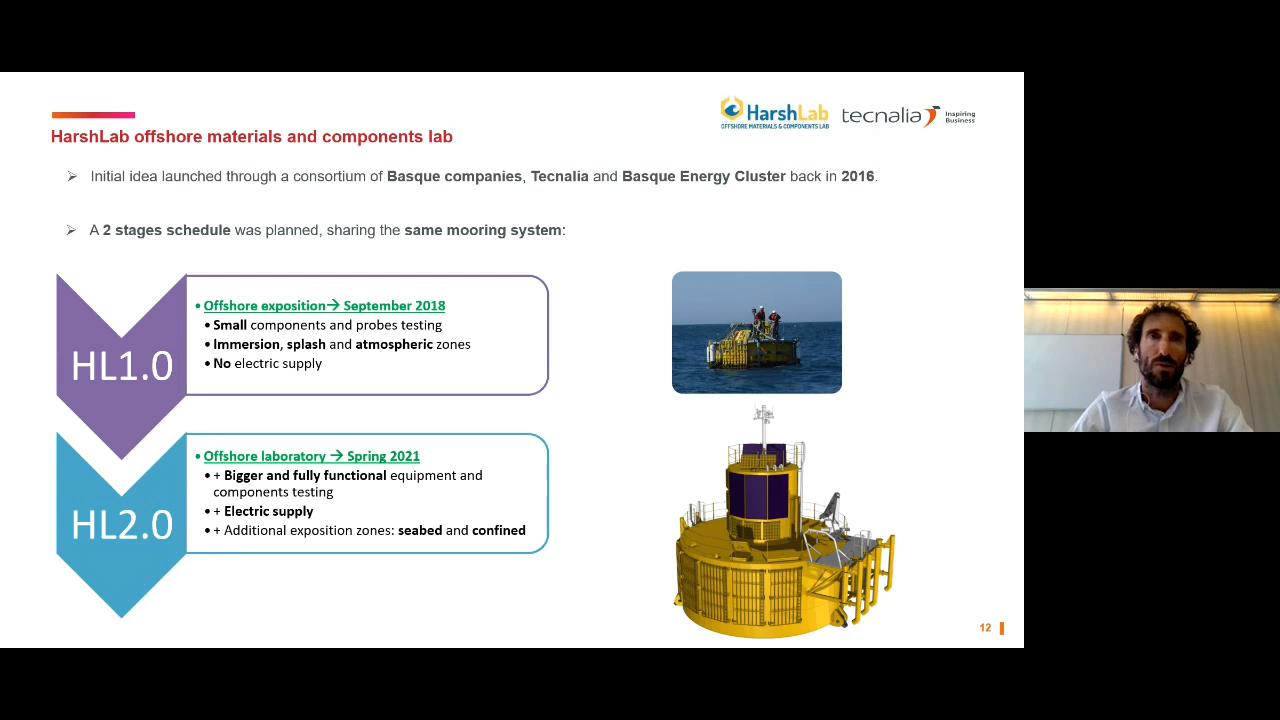 HarshLab
OFFSHORE MATERIALS & COMPONENTS LAB
tecnalia
Inspiring
Business
HarshLab offshore materials and components lab
➢ Initial idea launched through a consortium of Basque companies, Tecnalia and Basque Energy Cluster back in 2016.
➢ A 2 stages schedule was planned, sharing the same mooring system:
HL1.0
• Offshore exposition→ September 2018
• Small components and probes testing
• Immersion, splash and atmospheric zones
• No electric supply
HL2.0
• Offshore laboratory → Spring 2021
• + Bigger and fully functional equipment and
components testing
• + Electric supply
• + Additional exposition zones: seabed and confined
12